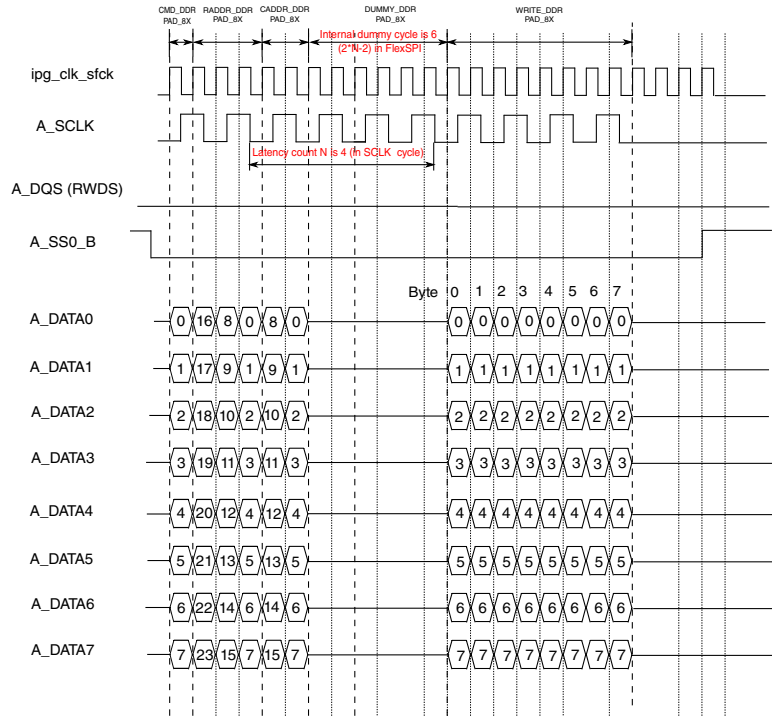 CMD_DDR RADDR_DDR CADDR_DDR DUMMY_DDR WRITE_DDR
PAD_8X PAD_8X PAD_8X PAD_8X PAD_8X
Internal dummy cycle is 6
(2*N-2) in FlexSPI
ipg_clk_sfck
A_SCLK
Latency count N is 4 (in SCLK cycle)
A_DQS (RWDS)
A_SS0_B
Byte 0 1 2 3 4 5 6 7
A_DATA0 0 16 8 0 8 0 0 0 0 0 0 0 0 0
A_DATA1 1 17 9 1 9 1 1 1 1 1 1 1 1 1
A_DATA2 2 18 10 2 10 2 2 2 2 2 2 2 2 2
A_DATA3 3 19 11 3 11 3 3 3 3 3 3 3 3 3
A_DATA4 4 20 12 4 12 4 4 4 4 4 4 4 4 4
A_DATA5 5 21 13 5 13 5 5 5 5 5 5 5 5 5
A_DATA6 6 22 14 6 14 6 6 6 6 6 6 6 6 6
A_DATA7 7 23 15 7 15 7 7 7 7 7 7 7 7 7